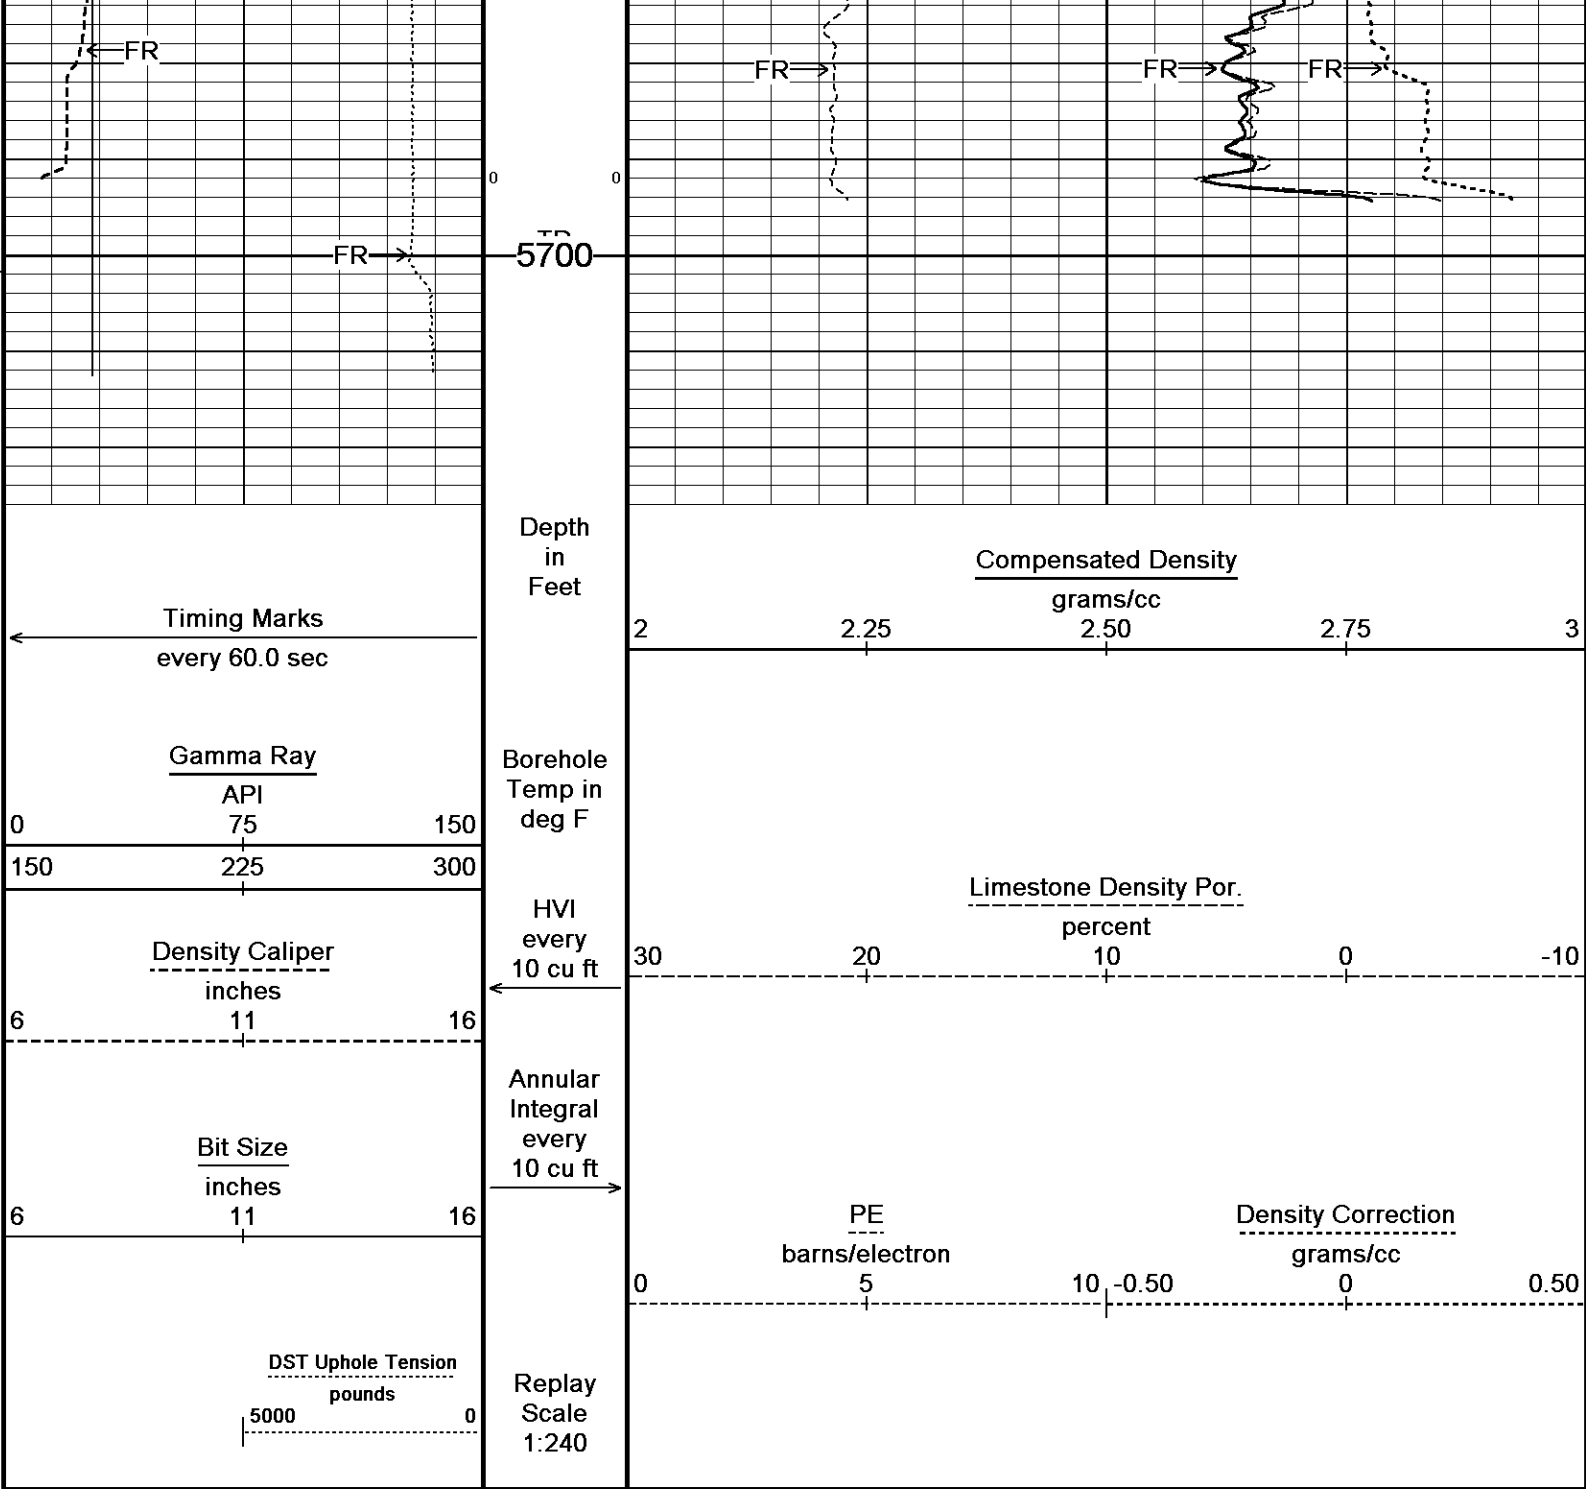 FR
FR
FR
FR
0
0
TD
FR
5700
Depth
in
Feet
Compensated Density
grams/cc
2 2.25 2.50 2.75 3
Timing Marks
every 60.0 sec
Gamma Ray
API
0 75 150
150 225 300
Borehole
Temp in
deg F
Density Caliper
inches
6 11 16
HVI
every
10 cu ft
Limestone Density Por.
percent
30 20 10 0 -10
Annular
Integral
every
10 cu ft
Bit Size
inches
6 11 16
PE
barns/electron
0 5 10
Density Correction
grams/cc
-0.50 0 0.50
DST Uphole Tension
pounds
5000 0
Replay
Scale
1:240